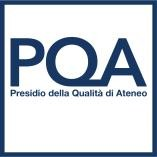 PQA
Presidio della Qualità di Ateneo